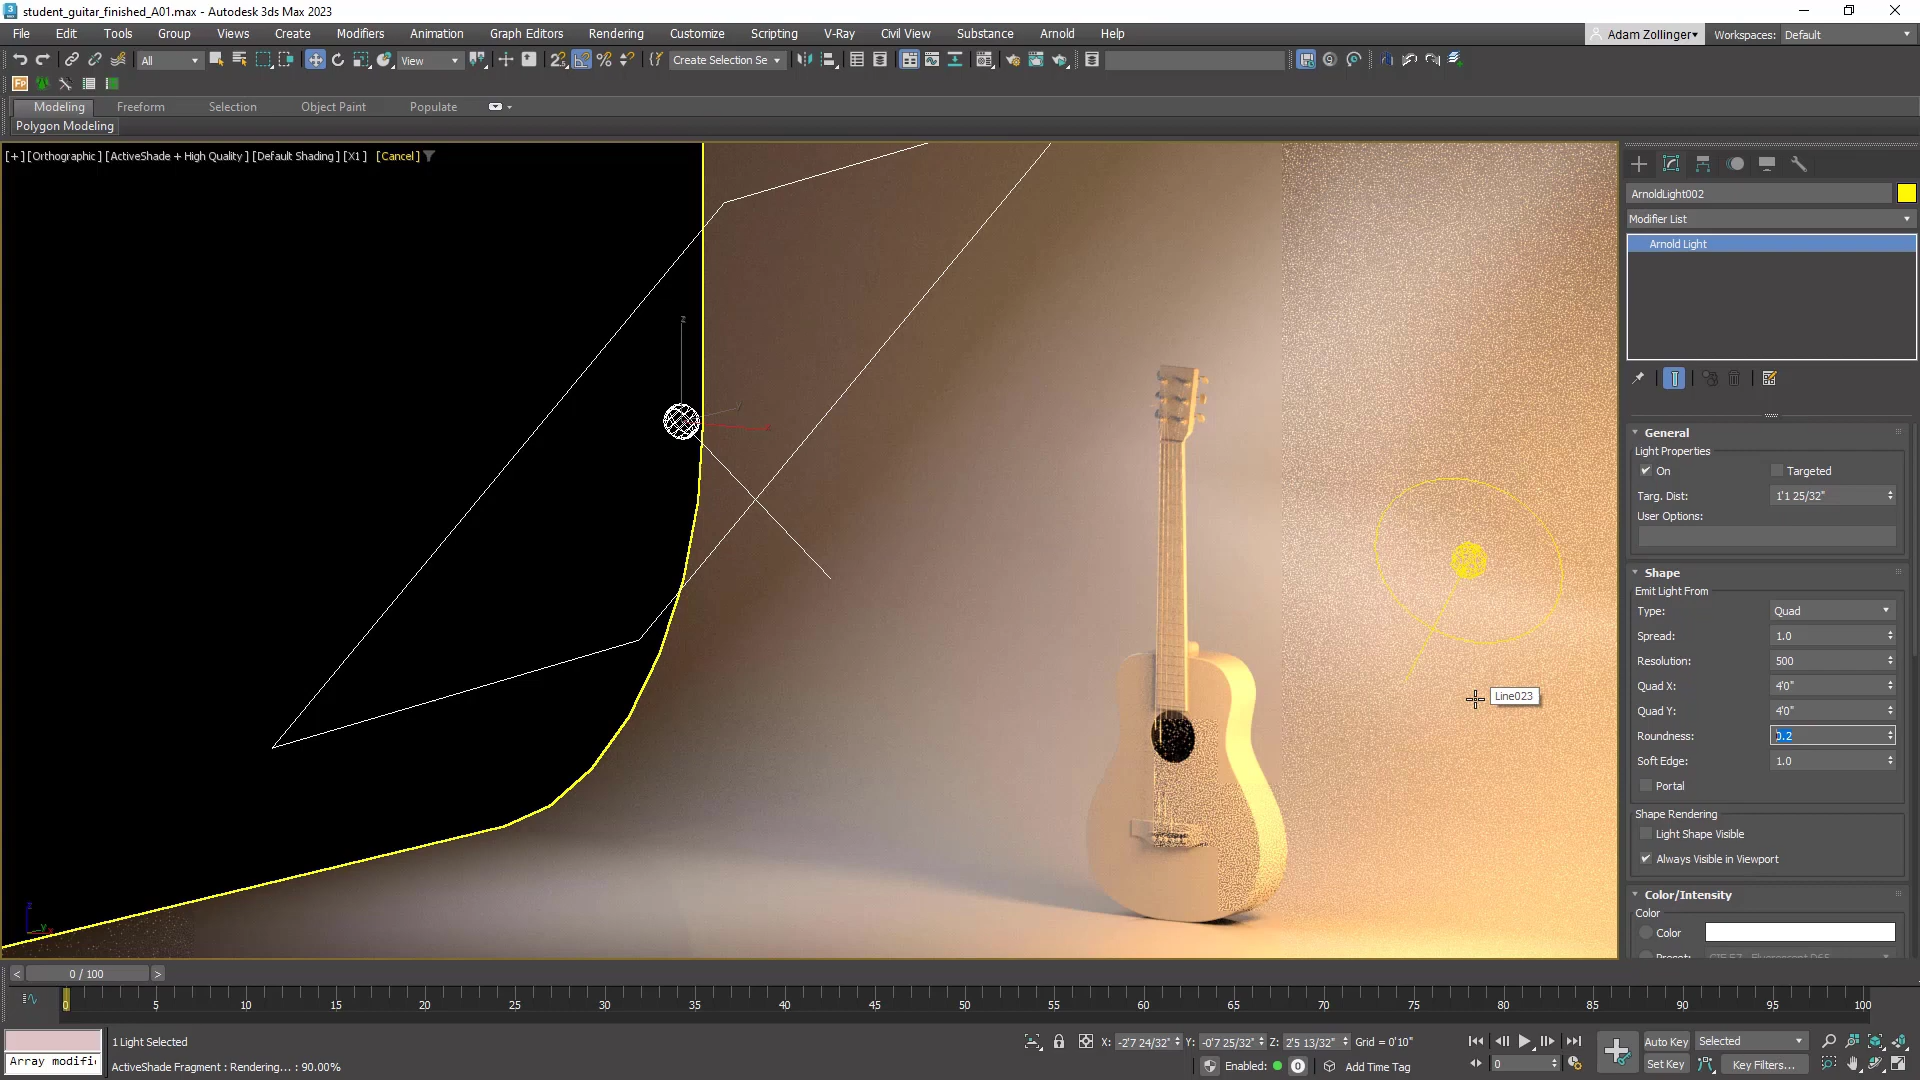 student_guitar_finished_A01.max - Autodesk 3ds Max 2023
File Edit Tools Group Views Create Modifiers Animation Graph Editors Rendering Customize Scripting V-Ray Civil View Substance Arnold Help
Adam Zollinger
Workspaces: Default
All
View
Create Selection Se
Modeling Freeform Selection Object Paint Populate
Polygon Modeling
[+] [Orthographic] [ActiveShade + High Quality] [Default Shading] [X1] [Cancel]
ArnoldLight002
Modifier List
Arnold Light
General
Light Properties
On Targeted
Targ. Dist: 1'1 25/32"
User Options:
Shape
Emit Light From
Type: Quad
Spread: 1.0
Resolution: 500
Quad X: 4'0"
Quad Y: 4'0"
Roundness: 0.2
Line023
Soft Edge: 1.0
Portal
Shape Rendering
Light Shape Visible
Always Visible in Viewport
Color/Intensity
Color
Color
0 / 100
0 5 10 15 20 25 30 35 40 45 50 55 60 65 70 75 80 85 90 95 100
1 Light Selected
X: -2'7 24/32" Y: -0'7 25/32" Z: 2'5 13/32" Grid = 0'10"
Auto Key Selected
Array modifi
ActiveShade Fragment : Rendering... : 90.00%
Enabled: 0 Add Time Tag
0
Set Key Key Filters...